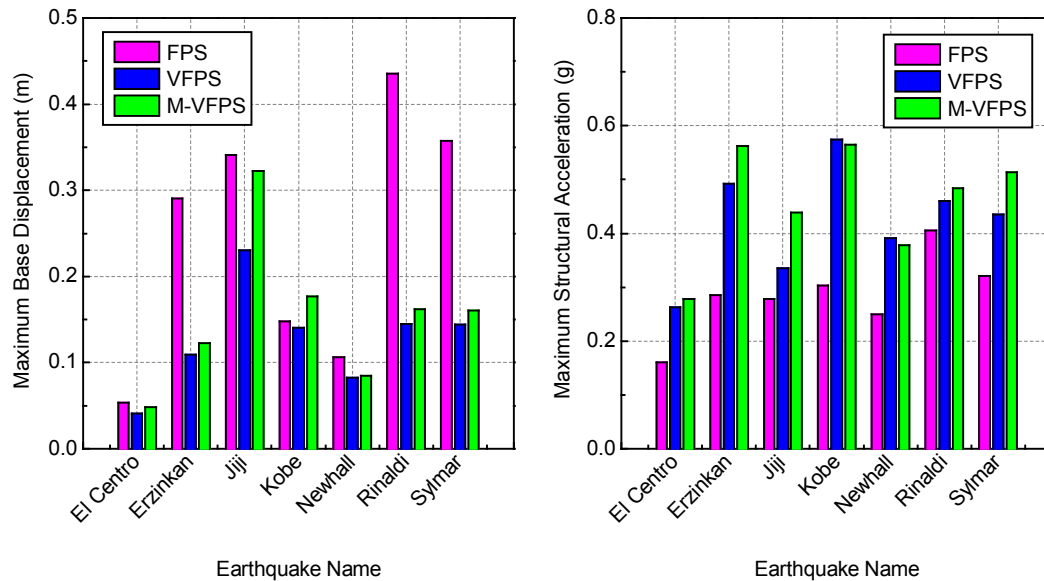 Maximum Base Displacement (m)
0.5
0.4
0.3
0.2
0.1
0.0
FPS
VFPS
M-VFPS
El Centro
Erzinkan
Jiji
Kobe
Newhall
Rinaldi
Sylmar
Earthquake Name
Maximum Structural Acceleration (g)
0.8
0.6
0.4
0.2
0.0
FPS
VFPS
M-VFPS
El Centro
Erzinkan
Jiji
Kobe
Newhall
Rinaldi
Sylmar
Earthquake Name